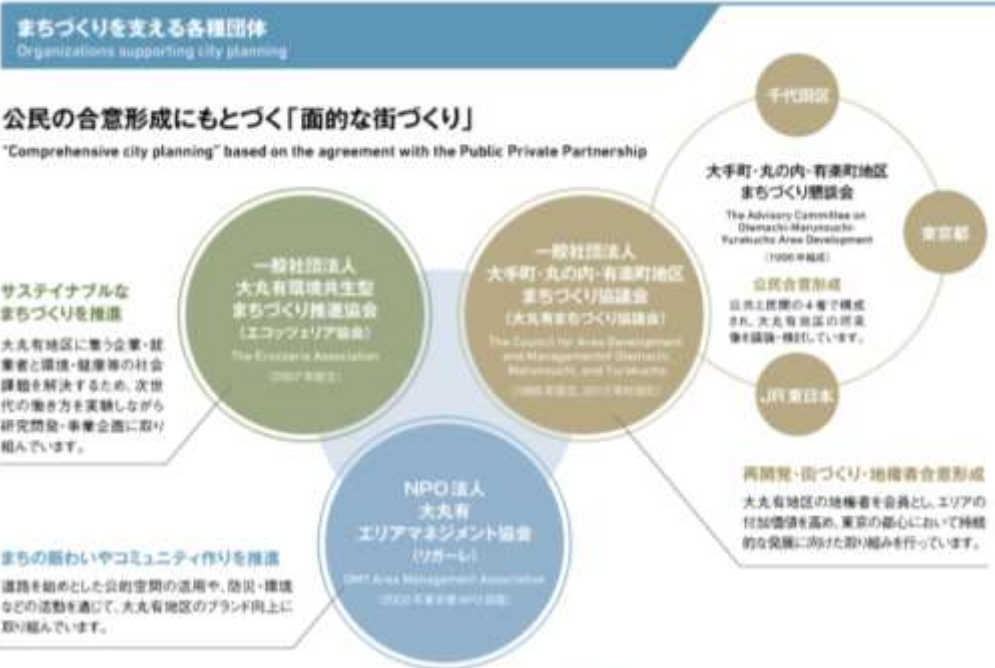 まちづくりを支える各種団体
Organizations supporting city planning
公民の合意形成にもとづく「面的な街づくり」
"Comprehensive city planning" based on the agreement with the Public Private Partnership
千代田区
大手町・丸の内・有楽町地区
まちづくり懇談会
The Advisory Committee on
Otemachi-Marunouchi-
Yurakucho Area Development
(1996年組成)
東京都
公民合意形成
公共と民間の4者で構成
され、大丸有地区の将来
像を議論・検討しています。
JR東日本
一般社団法人
大丸有環境共生型
まちづくり推進協会
(エコッツェリア協会)
The Ecozzeria Association
(2007年設立)
一般社団法人
大手町・丸の内・有楽町地区
まちづくり協議会
(大丸有まちづくり協議会)
The Council for Area Development
and Management of Otemachi,
Marunouchi, and Yurakucho
サステイナブルな
まちづくりを推進
大丸有地区に集う企業・就
業者と環境・健康等の社会
課題を解決するため、次世
代の働き方を実験しながら
研究開発・事業企画に取り
組んでいます。
NPO法人
大丸有
エリアマネジメント協会
(リガーレ)
OMY Area Management Association
再開発・街づくり・地権者合意形成
大丸有地区の地権者を会員とし、エリアの
付加価値を高め、東京の都心において持続
的な発展に向けた取り組みを行っています。
まちの賑わいやコミュニティ作りを推進
道路を始めとした公的空間の活用や、防災・環境
などの活動を通じて、大丸有地区のブランド向上に
取り組んでいます。